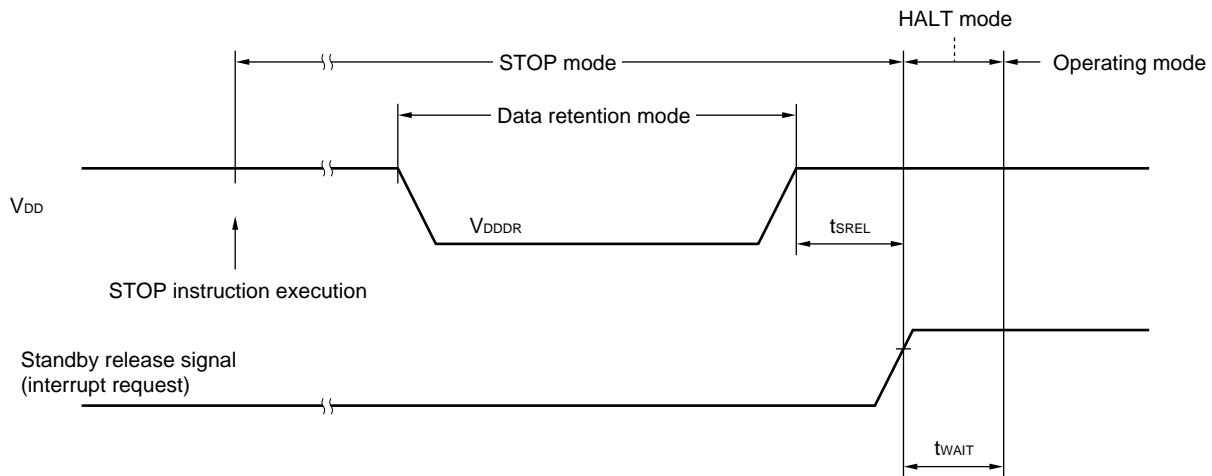 HALT mode
STOP mode
Operating mode
Data retention mode
VDD
VDDDR
tSREL
STOP instruction execution
Standby release signal
(interrupt request)
tWAIT